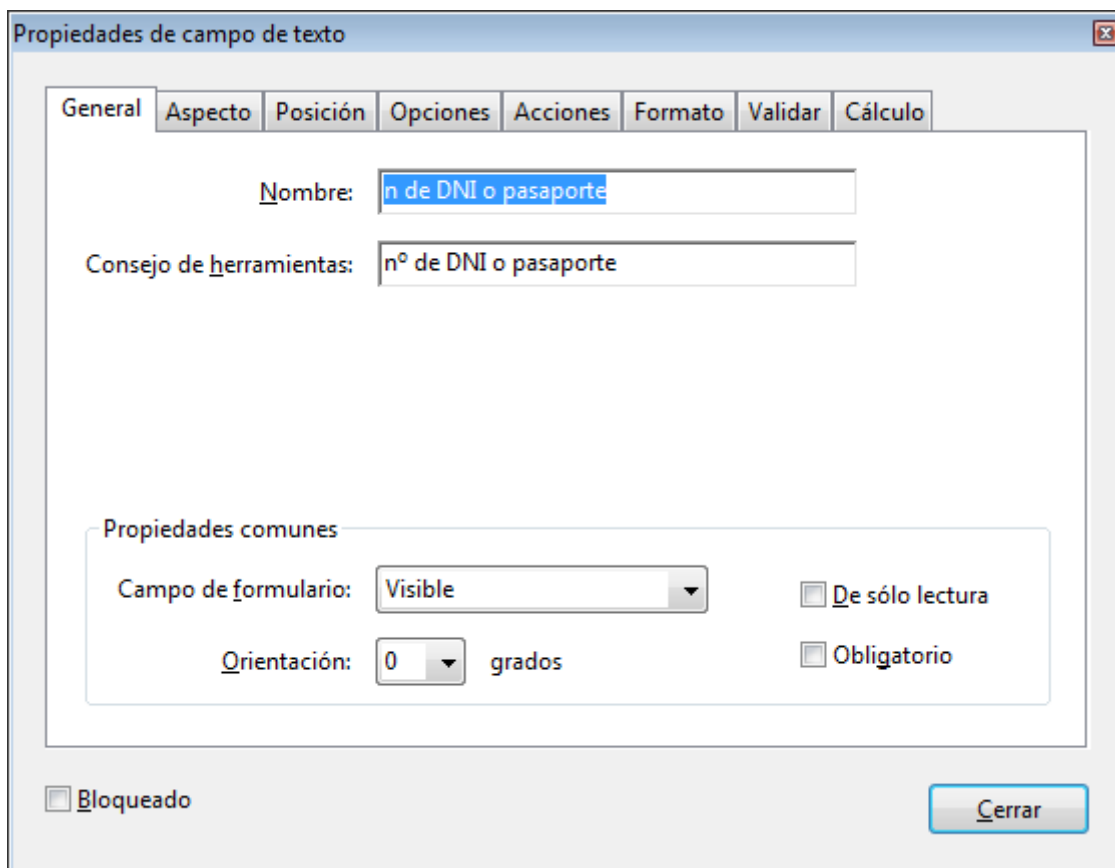 Propiedades de campo de texto
General Aspecto Posición Opciones Acciones Formato Validar Cálculo
Nombre: n de DNI o pasaporte
Consejo de herramientas: nº de DNI o pasaporte
Propiedades comunes
Campo de formulario: Visible De sólo lectura
Orientación: 0 grados Obligatorio
Bloqueado Cerrar